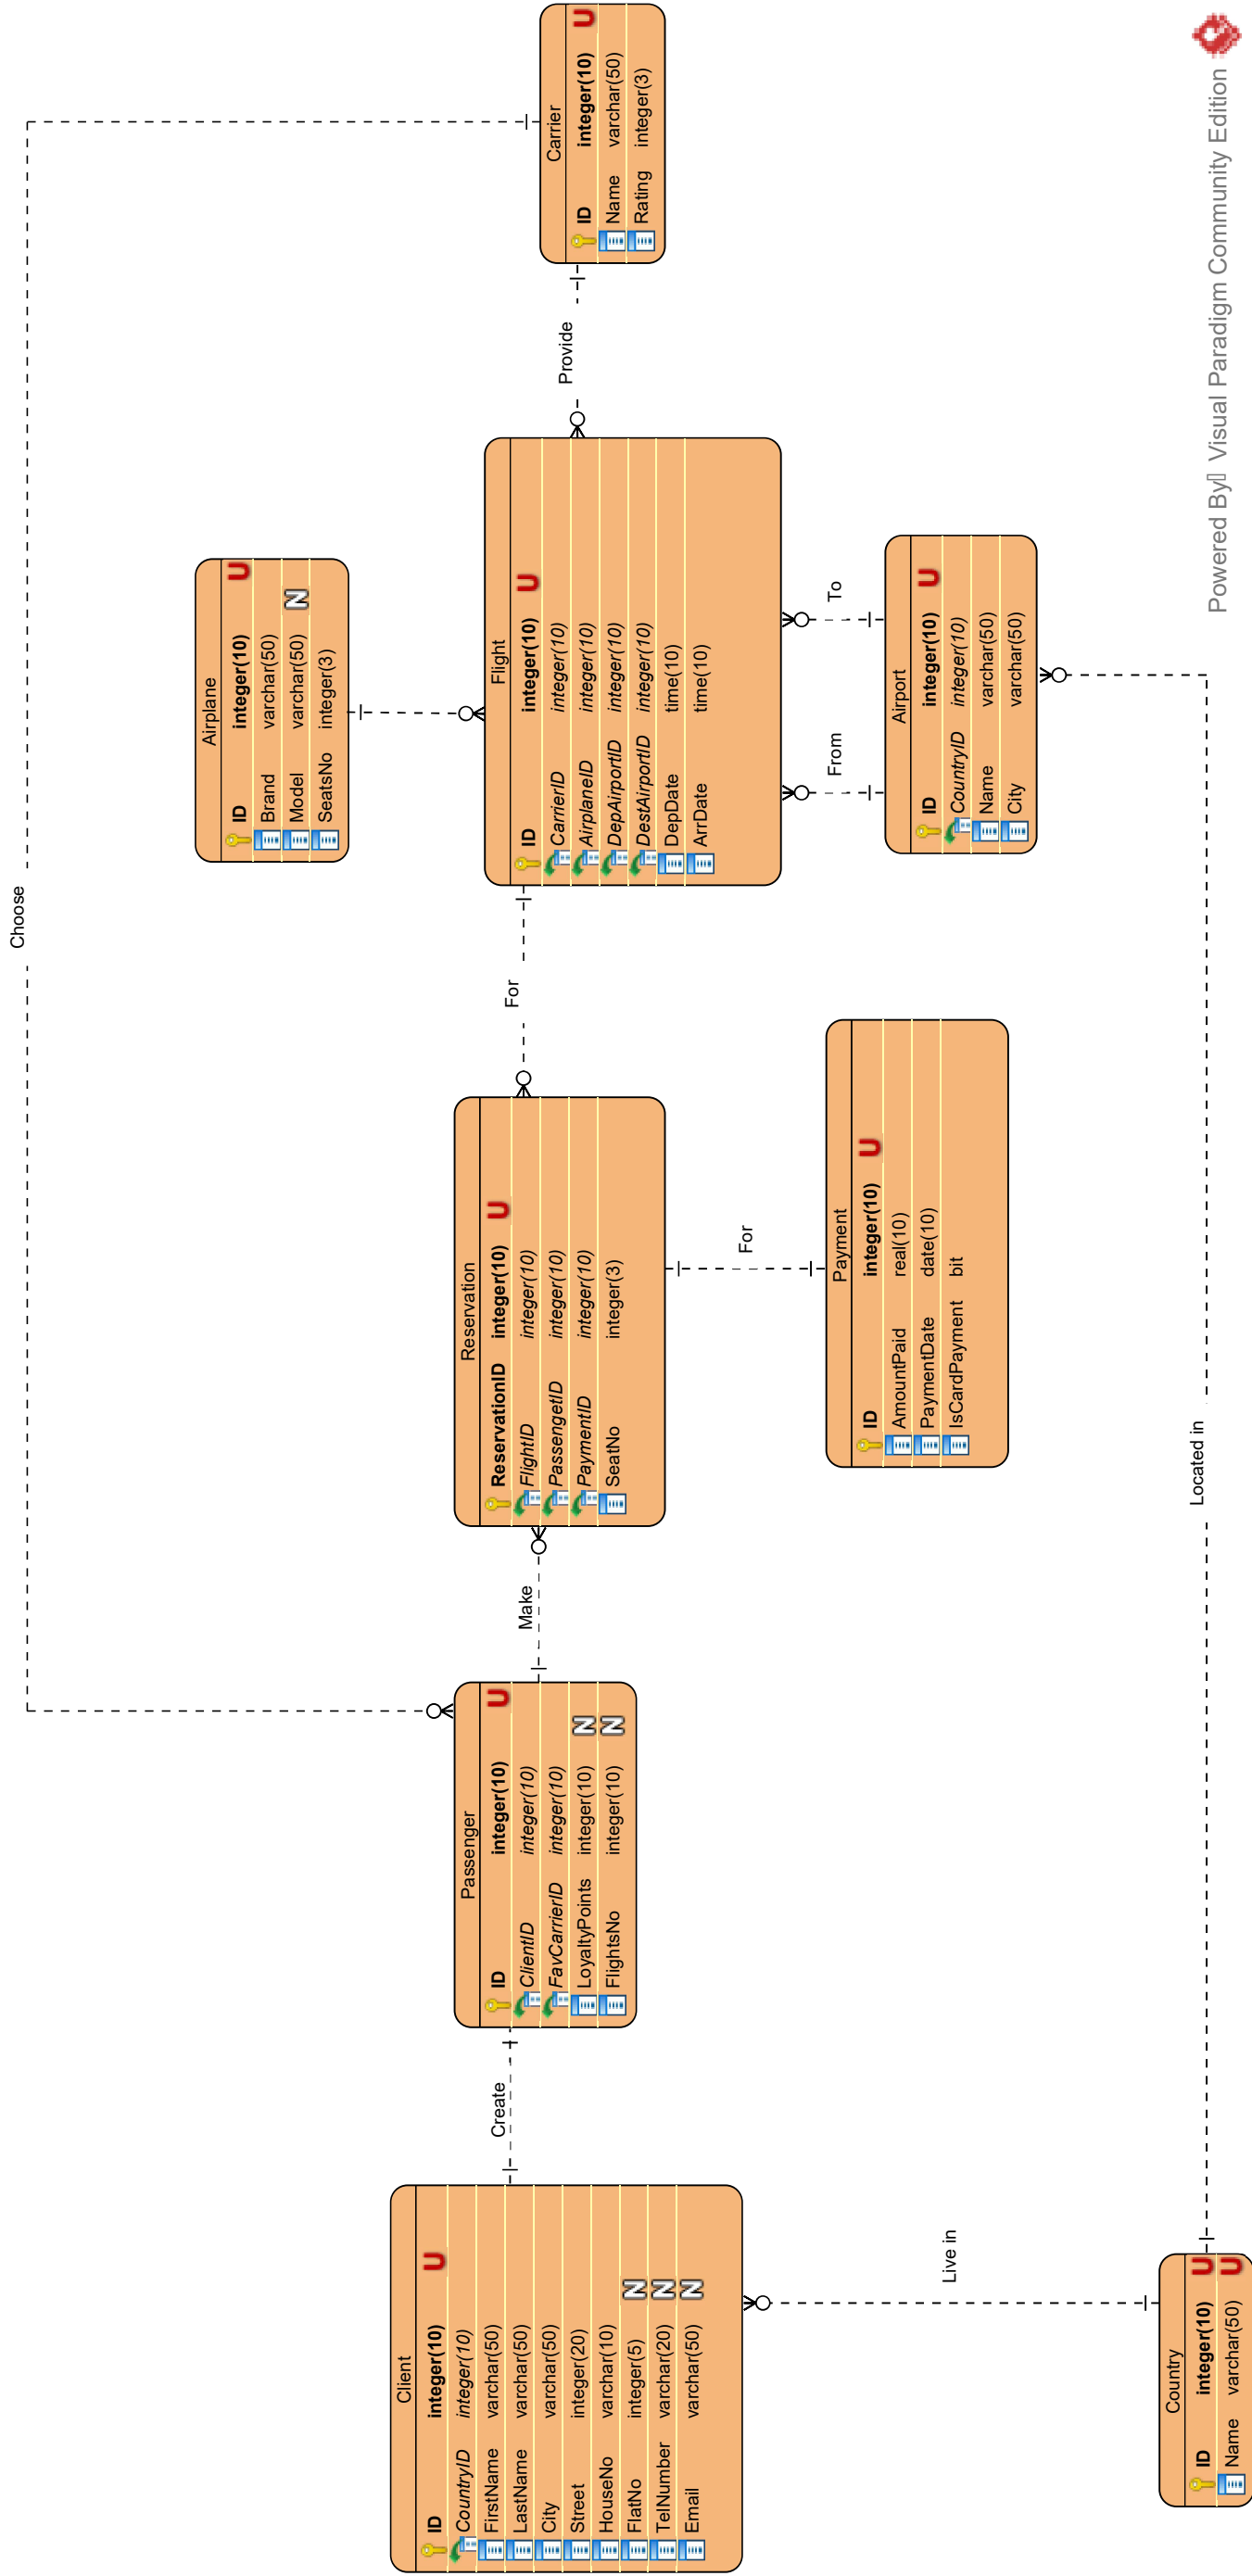 Choose
Client
ID integer(10) U
CountryID integer(10)
FirstName varchar(50)
LastName varchar(50)
City varchar(50)
Street integer(20)
HouseNo varchar(10)
FlatNo integer(5) N
TelNumber varchar(20) N
Email varchar(50) N
Create
Passenger
ID integer(10) U
ClientID integer(10)
FavCarrierID integer(10)
LoyaltyPoints integer(10) N
FlightsNo integer(10) N
Make
Reservation
ReservationID integer(10) U
FlightID integer(10)
PassengetID integer(10)
PaymentID integer(10)
SeatNo integer(3)
For
Airplane
ID integer(10) U
Brand varchar(50)
Model varchar(50) N
SeatsNo integer(3)
Flight
ID integer(10) U
CarrierID integer(10)
AirplaneID integer(10)
DepAirportID integer(10)
DestAirportID integer(10)
DepDate time(10)
ArrDate time(10)
Provide
Carrier
ID integer(10) U
Name varchar(50)
Rating integer(3)
For
Payment
ID integer(10) U
AmountPaid real(10)
PaymentDate date(10)
IsCardPayment bit
From
To
Airport
ID integer(10) U
CountryID integer(10)
Name varchar(50)
City varchar(50)
Live in
Country
ID integer(10) U
Name varchar(50) U
Located in
Powered By Visual Paradigm Community Edition